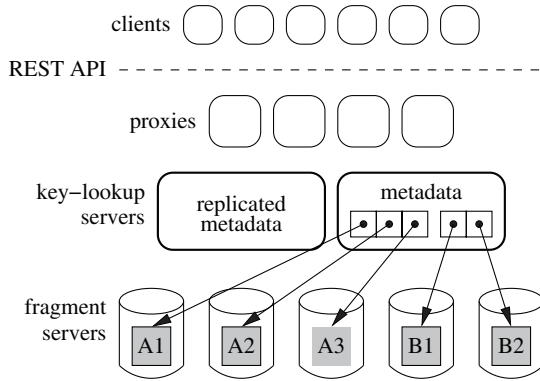 clients
REST API
proxies
key–lookup
servers
replicated
metadata
metadata
fragment
servers
A1
A2
A3
B1
B2